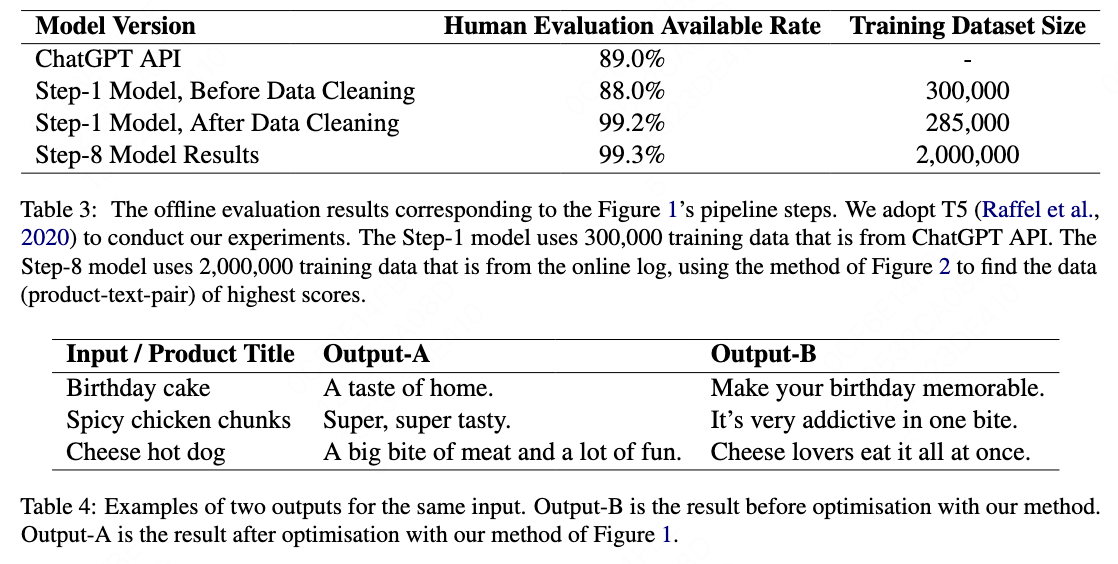 Model Version Human Evaluation Available Rate Training Dataset Size
ChatGPT API 89.0% -
Step-1 Model, Before Data Cleaning 88.0% 300,000
Step-1 Model, After Data Cleaning 99.2% 285,000
Step-8 Model Results 99.3% 2,000,000
Table 3: The offline evaluation results corresponding to the Figure 1's pipeline steps. We adopt T5 (Raffel et al.,
2020) to conduct our experiments. The Step-1 model uses 300,000 training data that is from ChatGPT API. The
Step-8 model uses 2,000,000 training data that is from the online log, using the method of Figure 2 to find the data
(product-text-pair) of highest scores.
Input / Product Title Output-A Output-B
Birthday cake A taste of home. Make your birthday memorable.
Spicy chicken chunks Super, super tasty. It's very addictive in one bite.
Cheese hot dog A big bite of meat and a lot of fun. Cheese lovers eat it all at once.
Table 4: Examples of two outputs for the same input. Output-B is the result before optimisation with our method.
Output-A is the result after optimisation with our method of Figure 1.